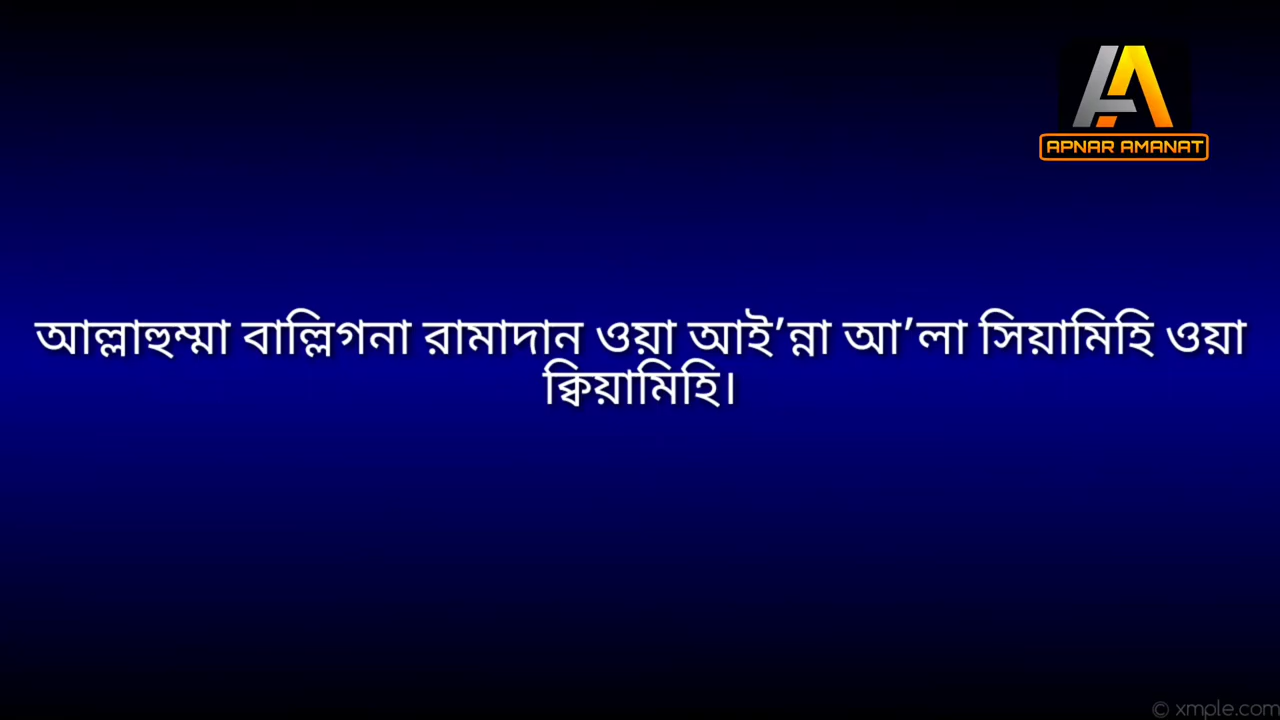 APNAR AMANAT
আল্লাহুম্মা বাল্লিগনা রামাদান ওয়া আই’ন্না আ’লা সিয়ামিহি ওয়া
ক্বিয়ামিহি।
© xmple.com